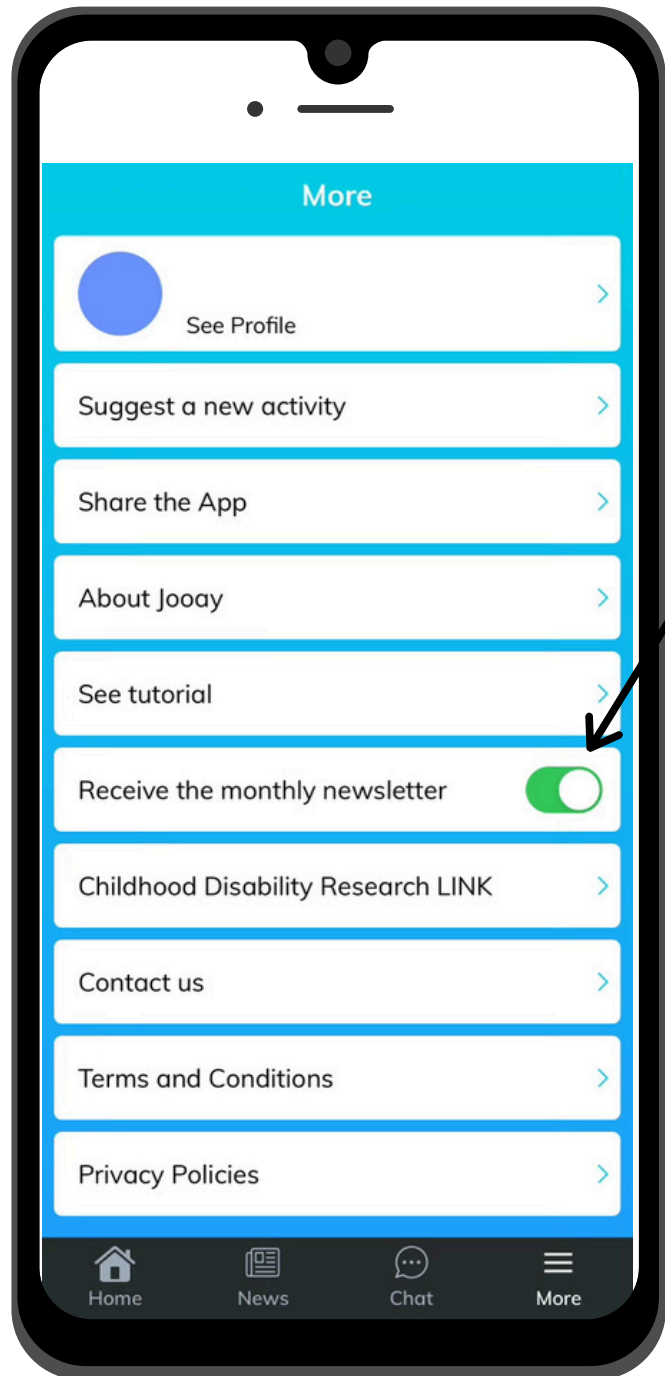 More
See Profile
Suggest a new activity
Share the App
About Jooay
See tutorial
Receive the monthly newsletter
Childhood Disability Research LINK
Contact us
Terms and Conditions
Privacy Policies
Home News Chat More